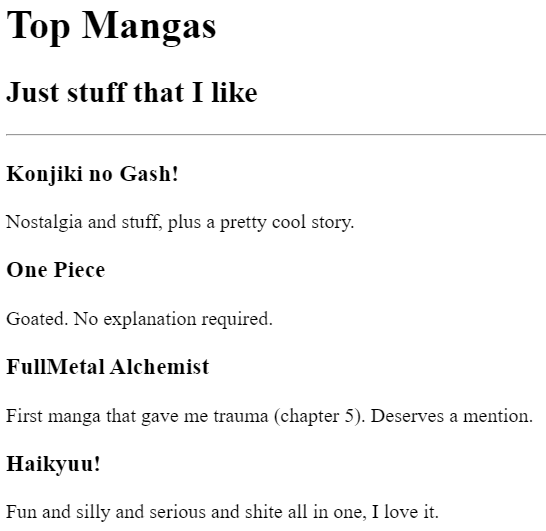 Top Mangas
Just stuff that I like
Konjiki no Gash!
Nostalgia and stuff, plus a pretty cool story.
One Piece
Goated. No explanation required.
FullMetal Alchemist
First manga that gave me trauma (chapter 5). Deserves a mention.
Haikyuu!
Fun and silly and serious and shite all in one, I love it.